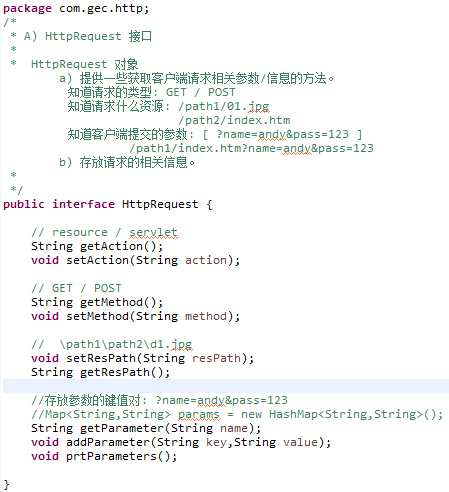 package com.gec.http;
/*
 * A) HttpRequest 接口
 *
 *  HttpRequest 对象
        a) 提供一些获取客户端请求相关参数/信息的方法。
         知道请求的类型: GET / POST
         知道请求什么资源: /path1/01.jpg
                         /path2/index.htm
         知道客户端提交的参数: [ ?name=andy&pass=123 ]
                  /path1/index.htm?name=andy&pass=123
        b) 存放请求的相关信息。
 *
 */
public interface HttpRequest {
    // resource / servlet
    String getAction();
    void setAction(String action);
    // GET / POST
    String getMethod();
    void setMethod(String method);
    //  \path1\path2\d1.jpg
    void setResPath(String resPath);
    String getResPath();
    //存放参数的键值对: ?name=andy&pass=123
    //Map<String,String> params = new HashMap<String,String>();
    String getParameter(String name);
    void addParameter(String key,String value);
    void prtParameters();
}